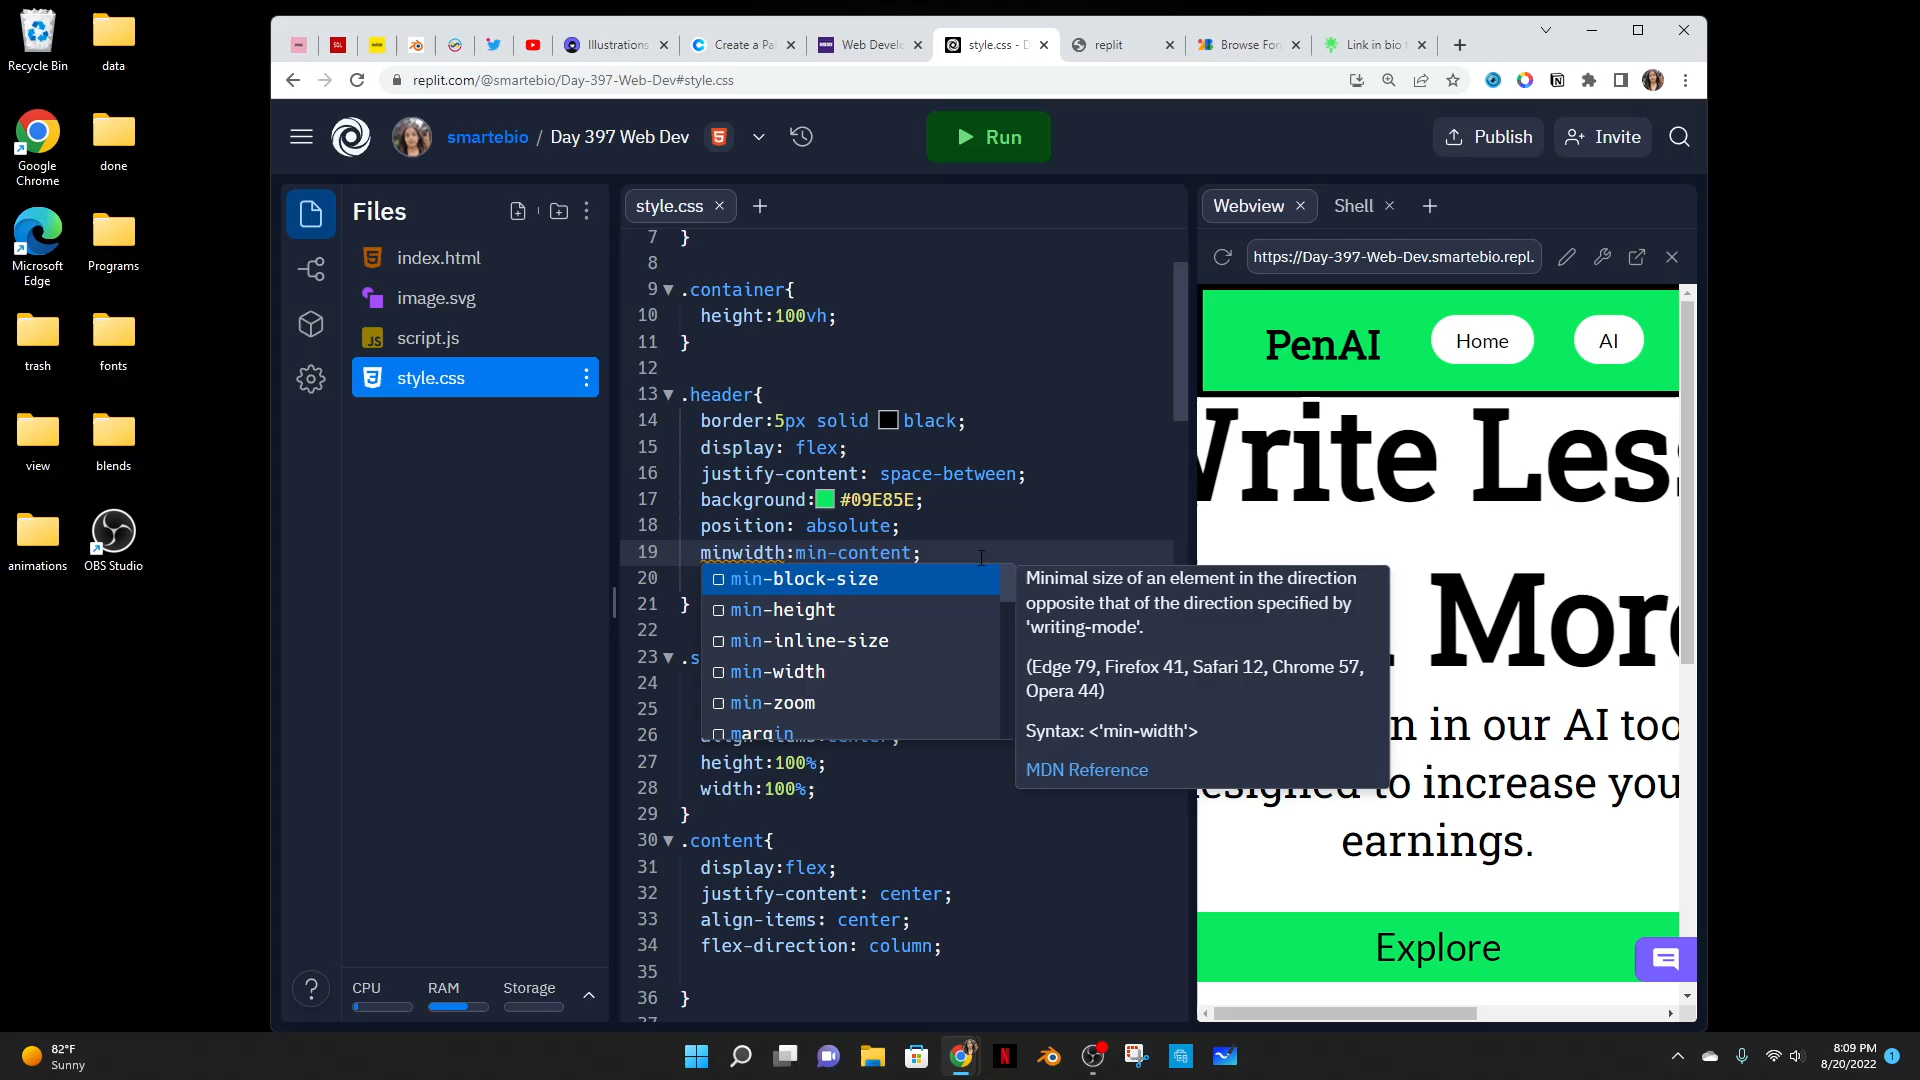 Recycle Bin
data
Google
Chrome
done
Microsoft
Edge
Programs
trash
fonts
view
blends
animations
OBS Studio
Illustrations
Create a Pal
Web Develo
style.css - D
replit
Browse Fon
Link in bio t
replit.com/@smartebio/Day-397-Web-Dev#style.css
smartebio / Day 397 Web Dev
Run
Publish
Invite
Files
index.html
image.svg
script.js
style.css
CPU
RAM
Storage
style.css
7 }
8
9 .container{
10 height:100vh;
11 }
12
13 .header{
14 border:5px solid black;
15 display: flex;
16 justify-content: space-between;
17 background: #09E85E;
18 position: absolute;
19 minwidth:min-content;
20
21 }
22
23 .s
24
25
26
27 height:100%;
28 width:100%;
29 }
30 .content{
31 display:flex;
32 justify-content: center;
33 align-items: center;
34 flex-direction: column;
35
36 }
37
min-block-size
min-height
min-inline-size
min-width
min-zoom
margin
Minimal size of an element in the direction
opposite that of the direction specified by
'writing-mode'.
(Edge 79, Firefox 41, Safari 12, Chrome 57,
Opera 44)
Syntax: <'min-width'>
MDN Reference
Webview
Shell
https://Day-397-Web-Dev.smartebio.repl.
PenAI
Home
AI
Write Less
More
n in our AI too
to increase you
earnings.
Explore
82°F
Sunny
8:09 PM
8/20/2022
1